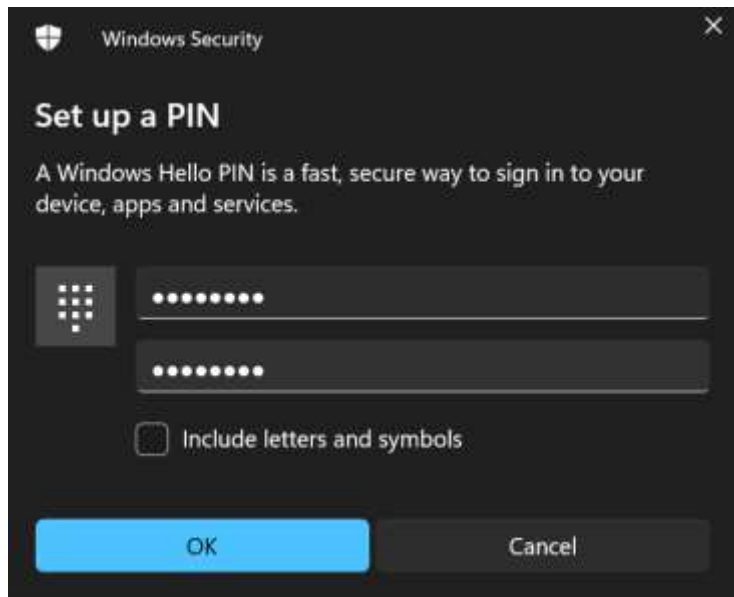 Windows Security
Set up a PIN
A Windows Hello PIN is a fast, secure way to sign in to your
device, apps and services.
●●●●●●●●
●●●●●●●●
Include letters and symbols
OK
Cancel